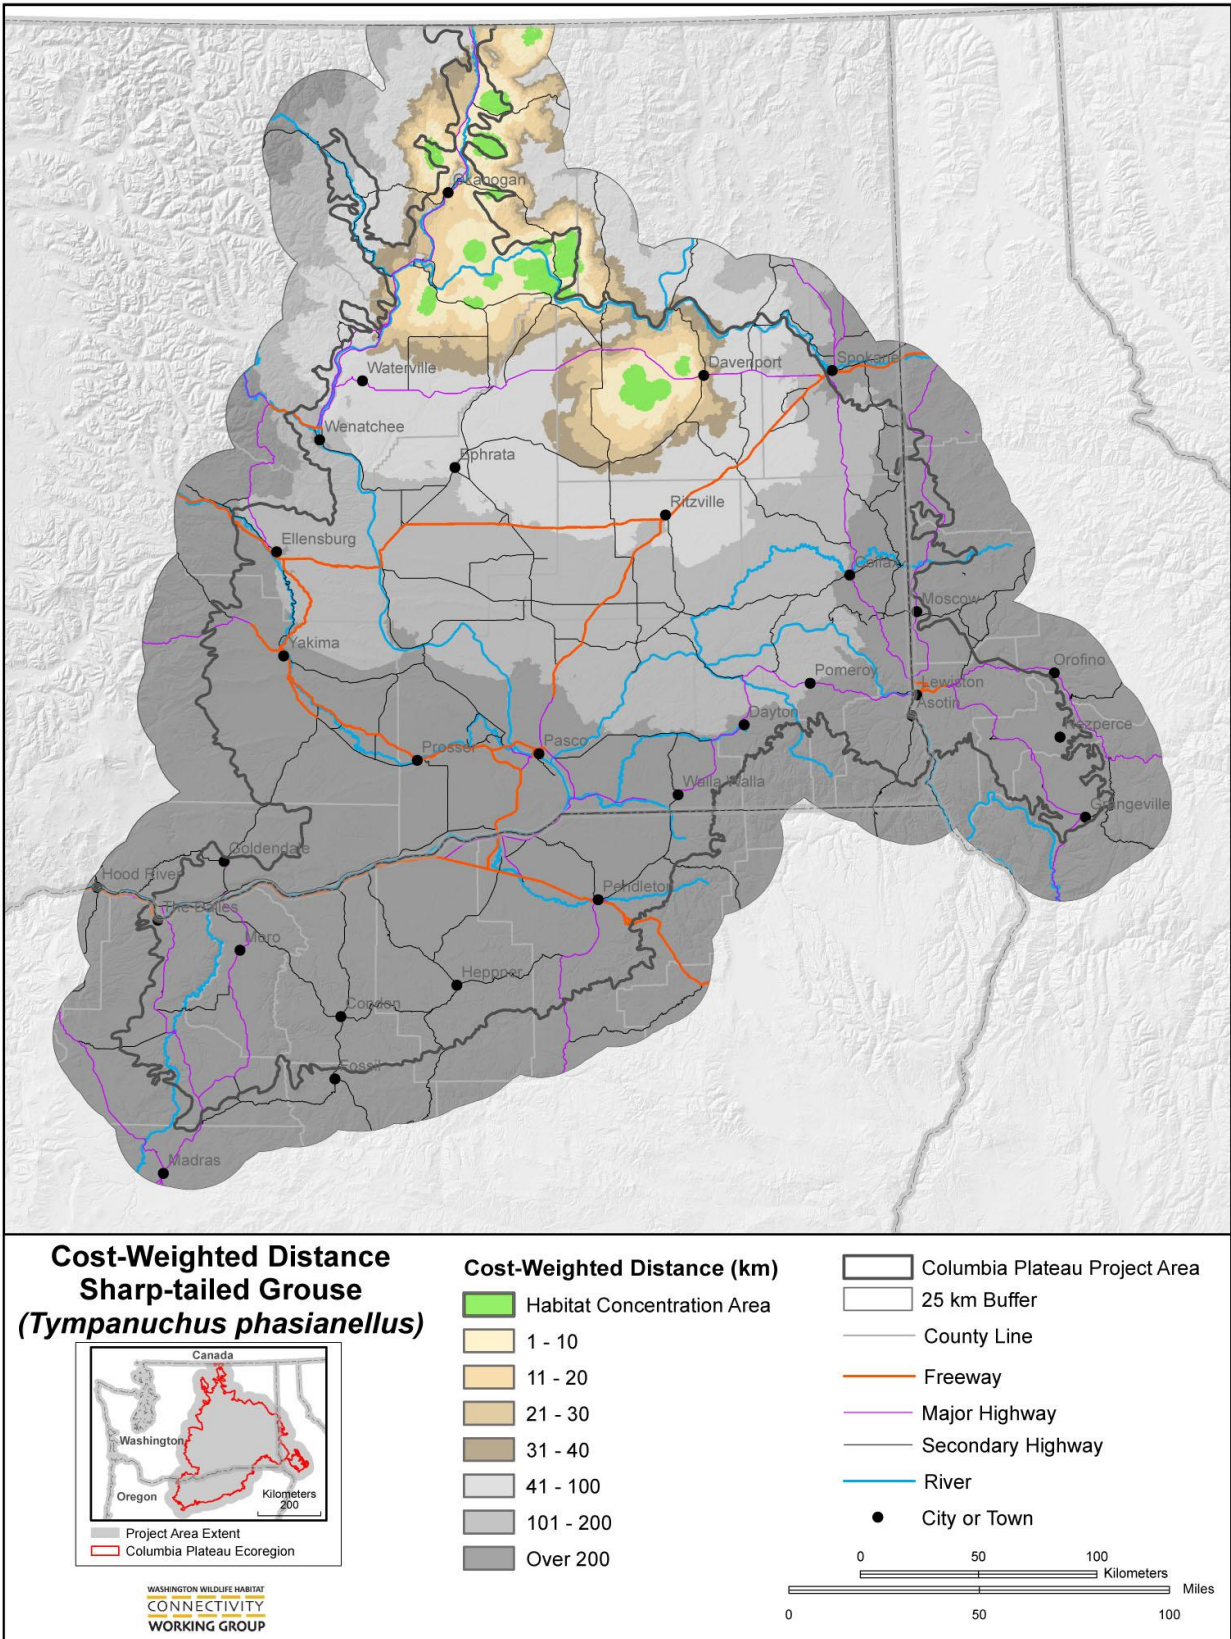 Okanogan
Waterville
Davenport
Spokane
Wenatchee
Ephrata
Ritzville
Ellensburg
Colfax
Moscow
Yakima
Orofino
Pomeroy
Lewiston
Asotin
Dayton
Nezperce
Prosser
Pasco
Walla Walla
Grangeville
Goldendale
Hood River
Pendleton
The Dalles
Moro
Heppner
Condon
Fossil
Madras
Cost-Weighted Distance
Sharp-tailed Grouse
(Tympanuchus phasianellus)
Canada
Washington
Oregon
Kilometers
200
Project Area Extent
Columbia Plateau Ecoregion
WASHINGTON WILDLIFE HABITAT
CONNECTIVITY
WORKING GROUP
Cost-Weighted Distance (km)
Habitat Concentration Area
1 - 10
11 - 20
21 - 30
31 - 40
41 - 100
101 - 200
Over 200
Columbia Plateau Project Area
25 km Buffer
County Line
Freeway
Major Highway
Secondary Highway
River
City or Town
0 50 100
Kilometers
Miles
0 50 100